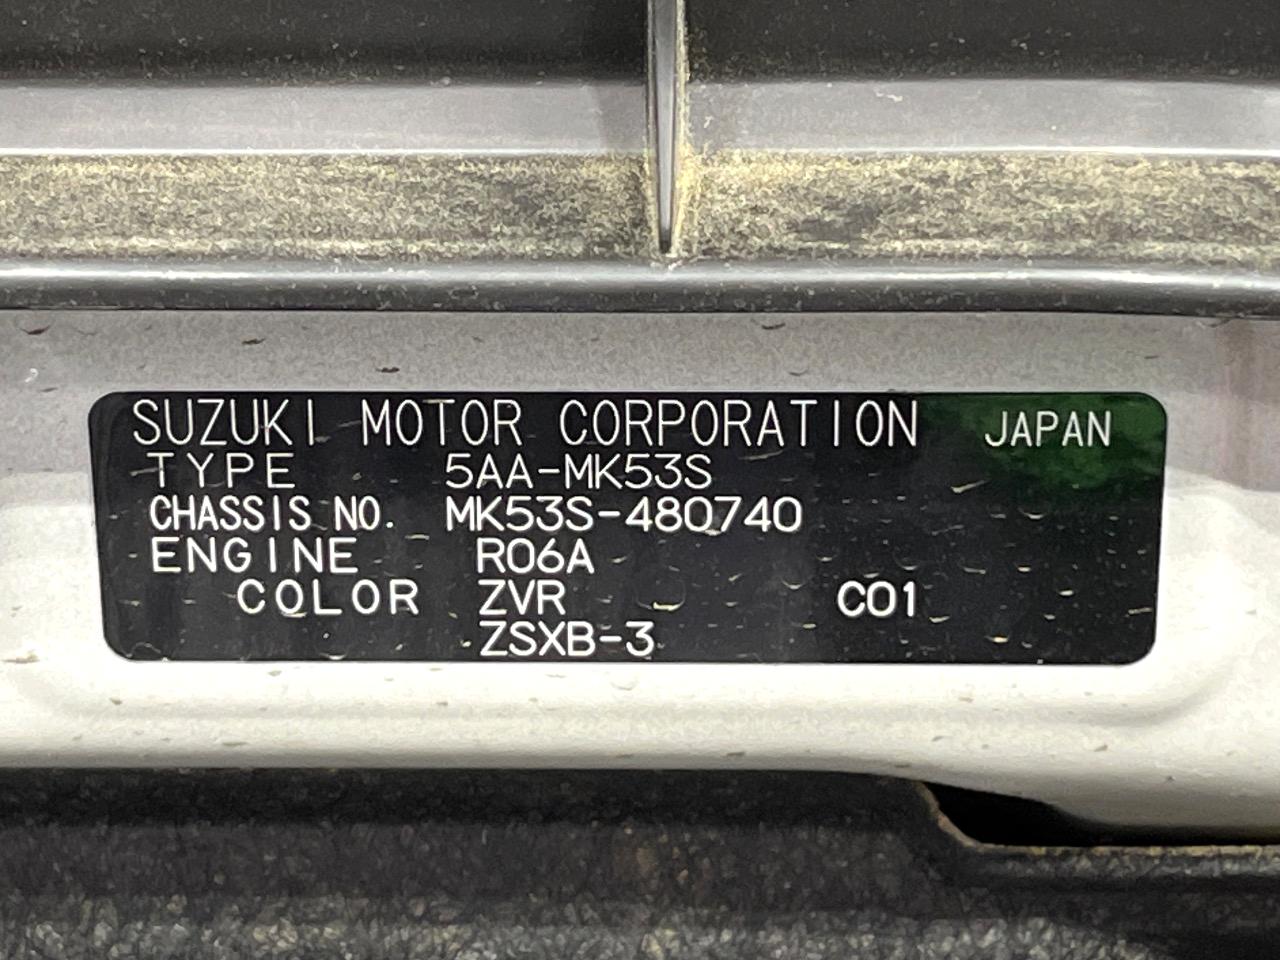 SUZUKI MOTOR CORPORATION JAPAN
TYPE 5AA-MK53S
CHASSIS NO. MK53S-480740
ENGINE R06A
COLOR ZVR C01
ZSXB-3